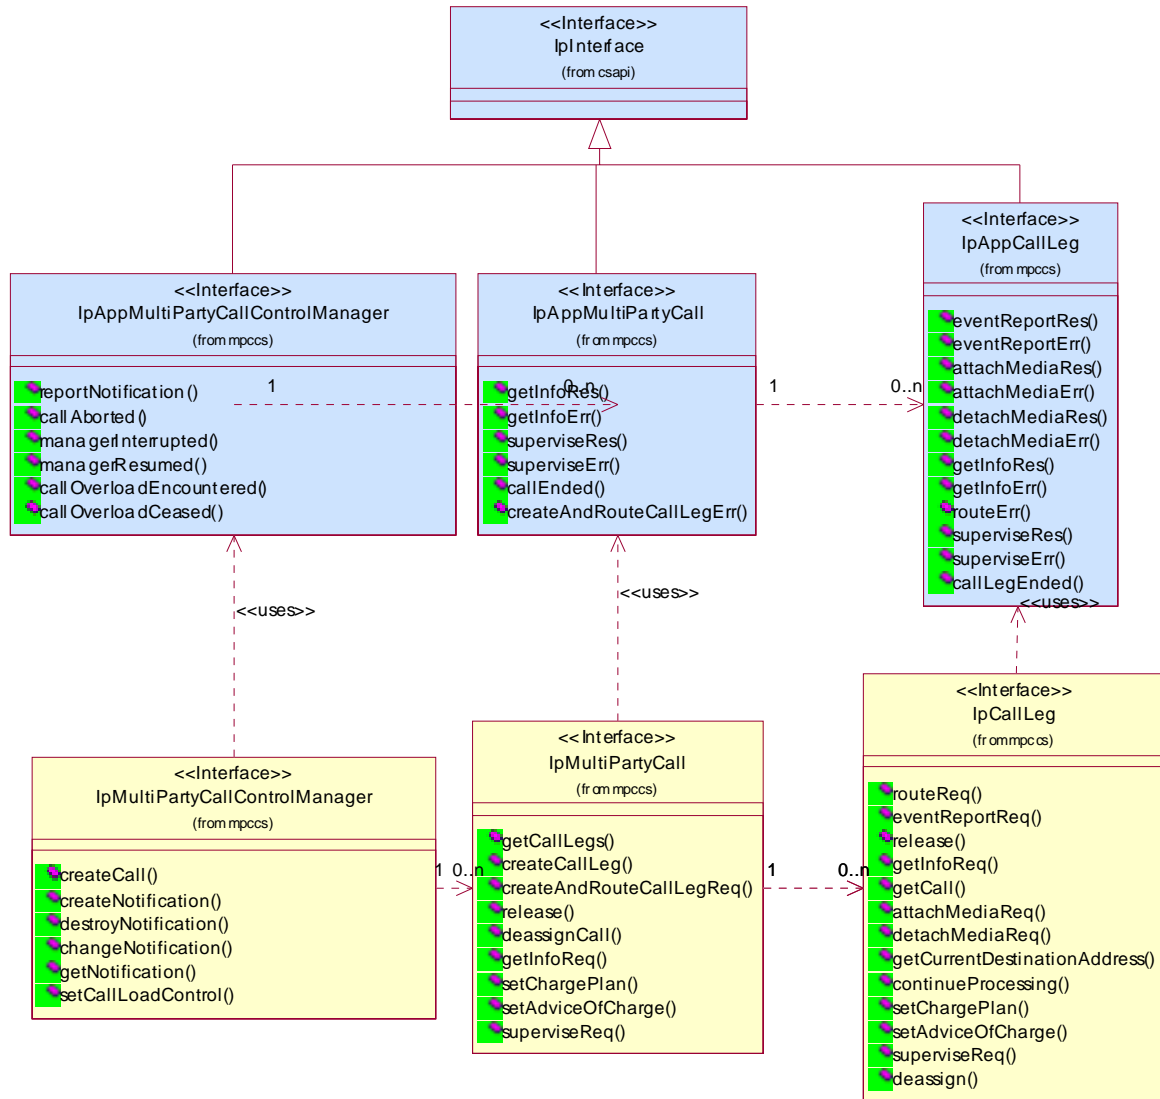 <<Interface>>
IpInterface
(from csapi)
<<Interface>>
IpAppCallLeg
(from mpccs)
eventReportRes()
eventReportErr()
attachMediaRes()
attachMediaErr()
detachMediaRes()
detachMediaErr()
getInfoRes()
getInfoErr()
routeErr()
superviseRes()
superviseErr()
callLegEnded()
<<Interface>>
IpAppMultiPartyCallControlManager
(from mpccs)
reportNotification()
callAborted()
managerInterrupted()
managerResumed()
callOverloadEncountered()
callOverloadCeased()
<<Interface>>
IpAppMultiPartyCall
(from mpccs)
getInfoRes()
getInfoErr()
superviseRes()
superviseErr()
callEnded()
createAndRouteCallLegErr()
1
0..n
1
0..n
<<uses>>
<<uses>>
<<uses>>
<<Interface>>
IpMultiPartyCallControlManager
(from mpccs)
createCall()
createNotification()
destroyNotification()
changeNotification()
getNotification()
setCallLoadControl()
1
0..n
<<Interface>>
IpMultiPartyCall
(from mpccs)
getCallLegs()
createCallLeg()
createAndRouteCallLegReq()
release()
deassignCall()
getInfoReq()
setChargePlan()
setAdviceOfCharge()
superviseReq()
1
0..n
<<Interface>>
IpCallLeg
(from mpccs)
routeReq()
eventReportReq()
release()
getInfoReq()
getCall()
attachMediaReq()
detachMediaReq()
getCurrentDestinationAddress()
continueProcessing()
setChargePlan()
setAdviceOfCharge()
superviseReq()
deassign()